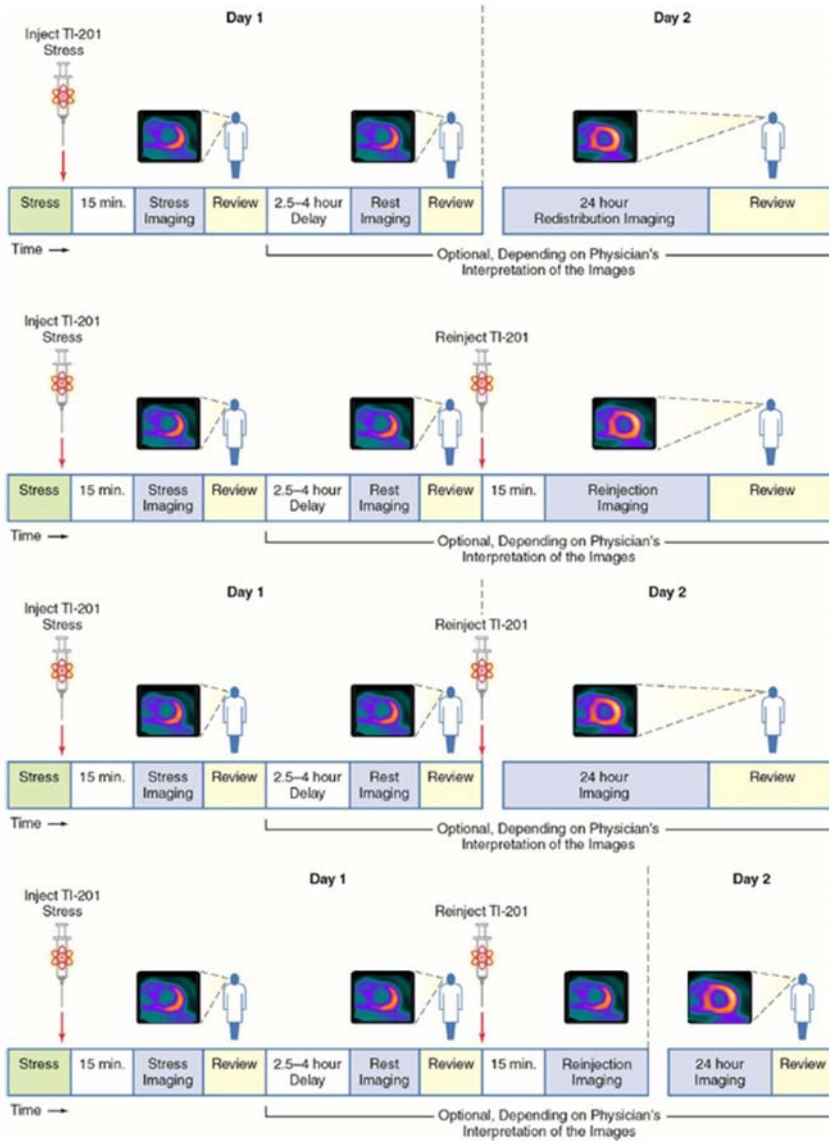 Day 1
Day 2
Inject TI-201
Stress
Stress
15 min.
Stress
Imaging
Review
2.5–4 hour
Delay
Rest
Imaging
Review
24 hour
Redistribution Imaging
Review
Time
Optional, Depending on Physician's
Interpretation of the Images
Inject TI-201
Stress
Reinject TI-201
Stress
15 min.
Stress
Imaging
Review
2.5–4 hour
Delay
Rest
Imaging
Review
15 min.
Reinjection
Imaging
Review
Time
Optional, Depending on Physician's
Interpretation of the Images
Day 1
Day 2
Inject TI-201
Stress
Reinject TI-201
Stress
15 min.
Stress
Imaging
Review
2.5–4 hour
Delay
Rest
Imaging
Review
24 hour
Imaging
Review
Time
Optional, Depending on Physician's
Interpretation of the Images
Day 1
Day 2
Inject TI-201
Stress
Reinject TI-201
Stress
15 min.
Stress
Imaging
Review
2.5–4 hour
Delay
Rest
Imaging
Review
15 min.
Reinjection
Imaging
24 hour
Imaging
Review
Time
Optional, Depending on Physician's
Interpretation of the Images